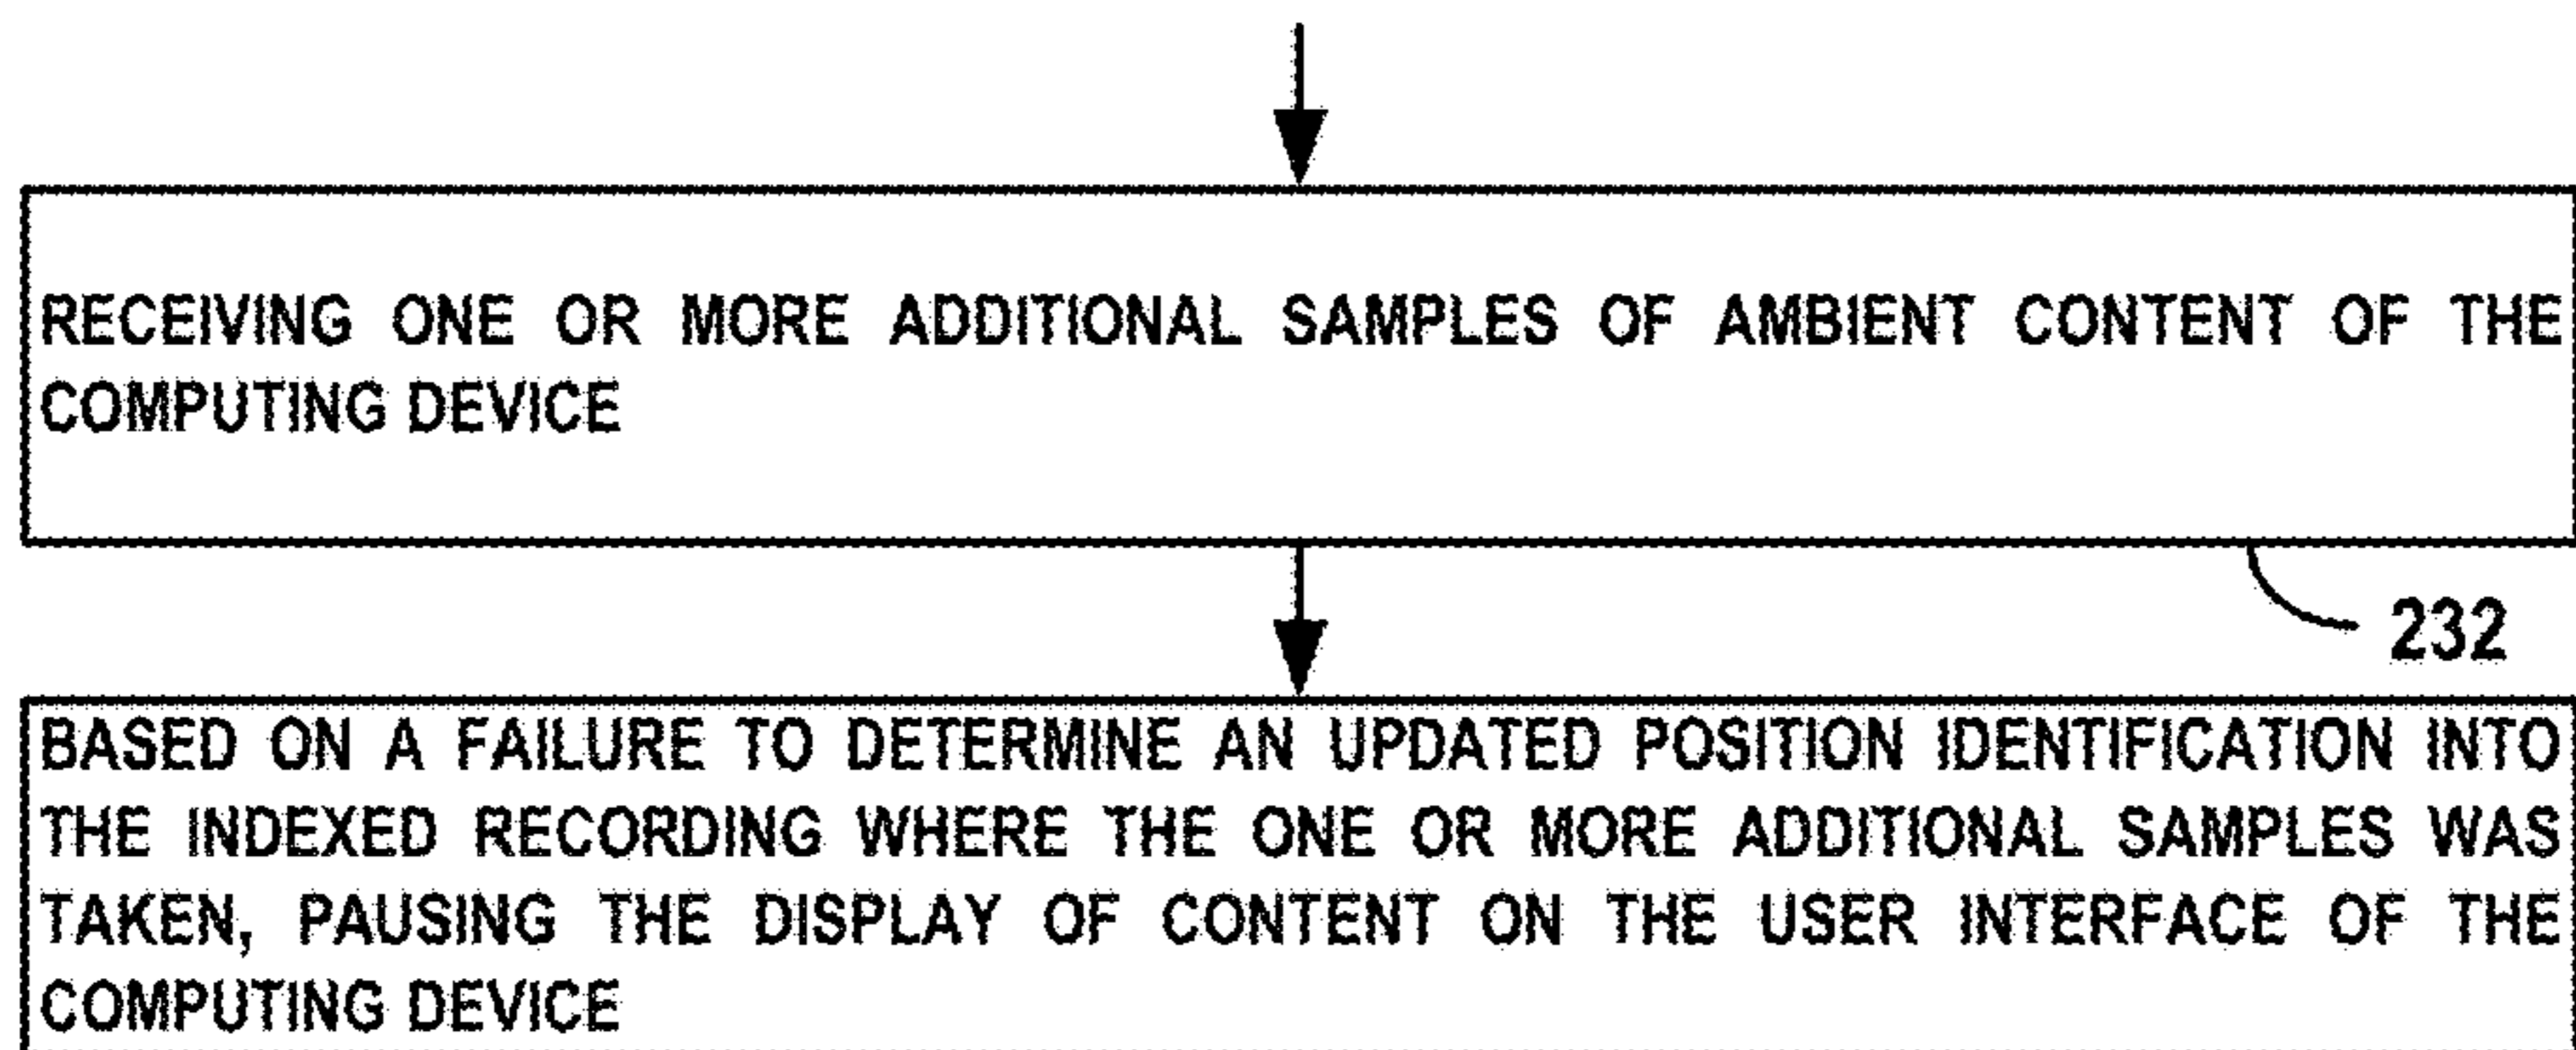 RECEIVING ONE OR MORE ADDITIONAL SAMPLES OF AMBIENT CONTENT OF THE
COMPUTING DEVICE
232
BASED ON A FAILURE TO DETERMINE AN UPDATED POSITION IDENTIFICATION INTO
THE INDEXED RECORDING WHERE THE ONE OR MORE ADDITIONAL SAMPLES WAS
TAKEN, PAUSING THE DISPLAY OF CONTENT ON THE USER INTERFACE OF THE
COMPUTING DEVICE